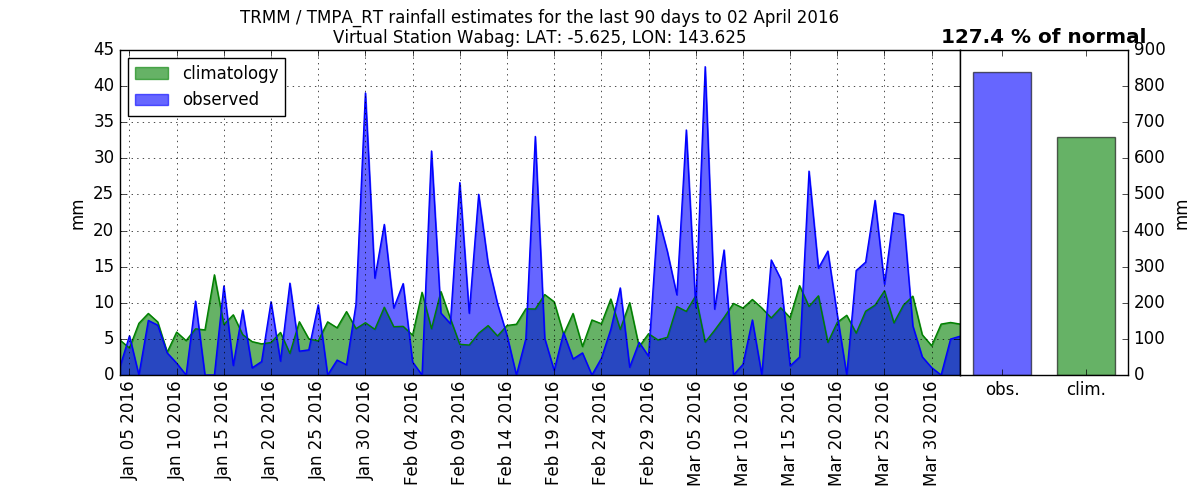 TRMM / TMPA_RT rainfall estimates for the last 90 days to 02 April 2016
Virtual Station Wabag: LAT: -5.625, LON: 143.625
127.4 % of normal
climatology
observed
45
40
35
30
25
20
15
10
5
0
mm
Jan 05 2016
Jan 10 2016
Jan 15 2016
Jan 20 2016
Jan 25 2016
Jan 30 2016
Feb 04 2016
Feb 09 2016
Feb 14 2016
Feb 19 2016
Feb 24 2016
Feb 29 2016
Mar 05 2016
Mar 10 2016
Mar 15 2016
Mar 20 2016
Mar 25 2016
Mar 30 2016
900
800
700
600
500
400
300
200
100
0
mm
obs.
clim.